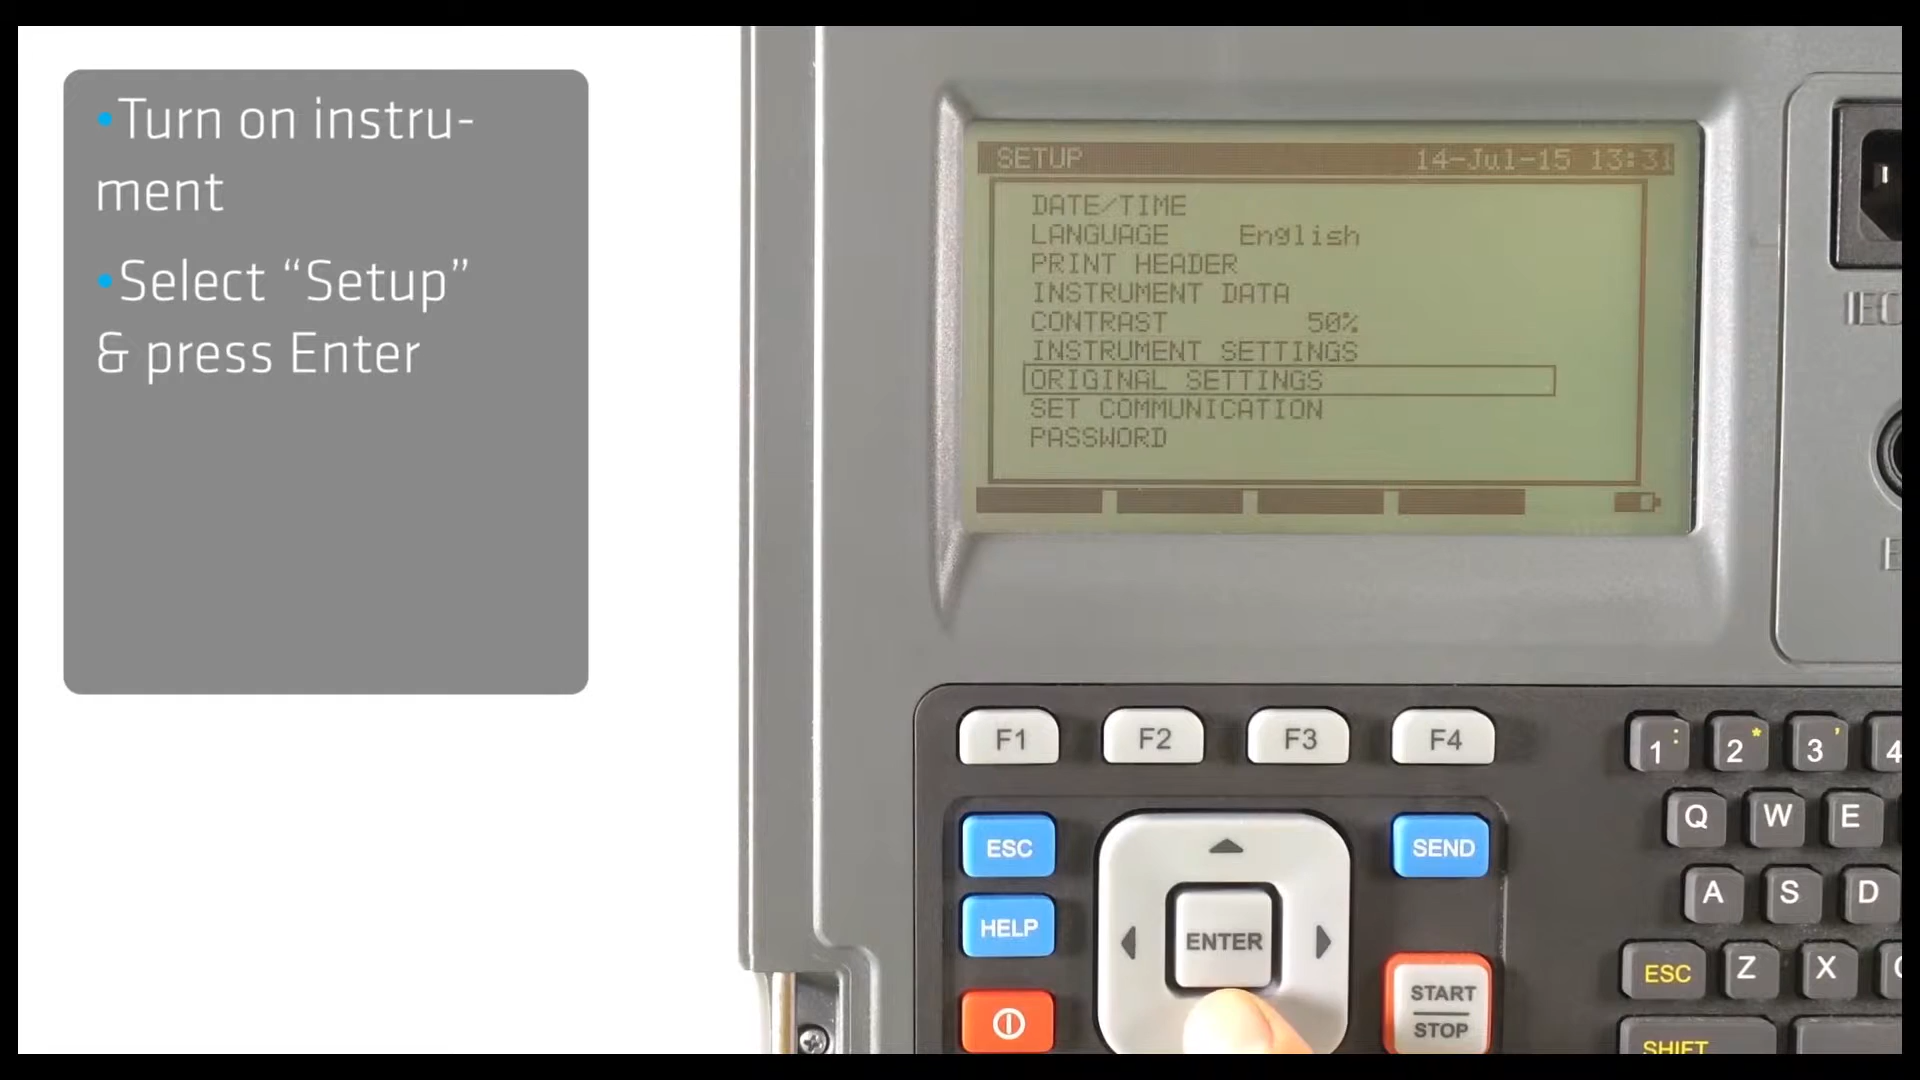 •Turn on instru-
ment
•Select “Setup”
& press Enter
SETUP 14-Jul-15 13:31
DATE/TIME
LANGUAGE English
PRINT HEADER
INSTRUMENT DATA
CONTRAST 50%
INSTRUMENT SETTINGS
ORIGINAL SETTINGS
SET COMMUNICATION
PASSWORD
IEC
F1 F2 F3 F4
1 : 2 * 3 ' 4
ESC SEND
Q W E
HELP ENTER
A S D
START
STOP
ESC Z X
SHIFT